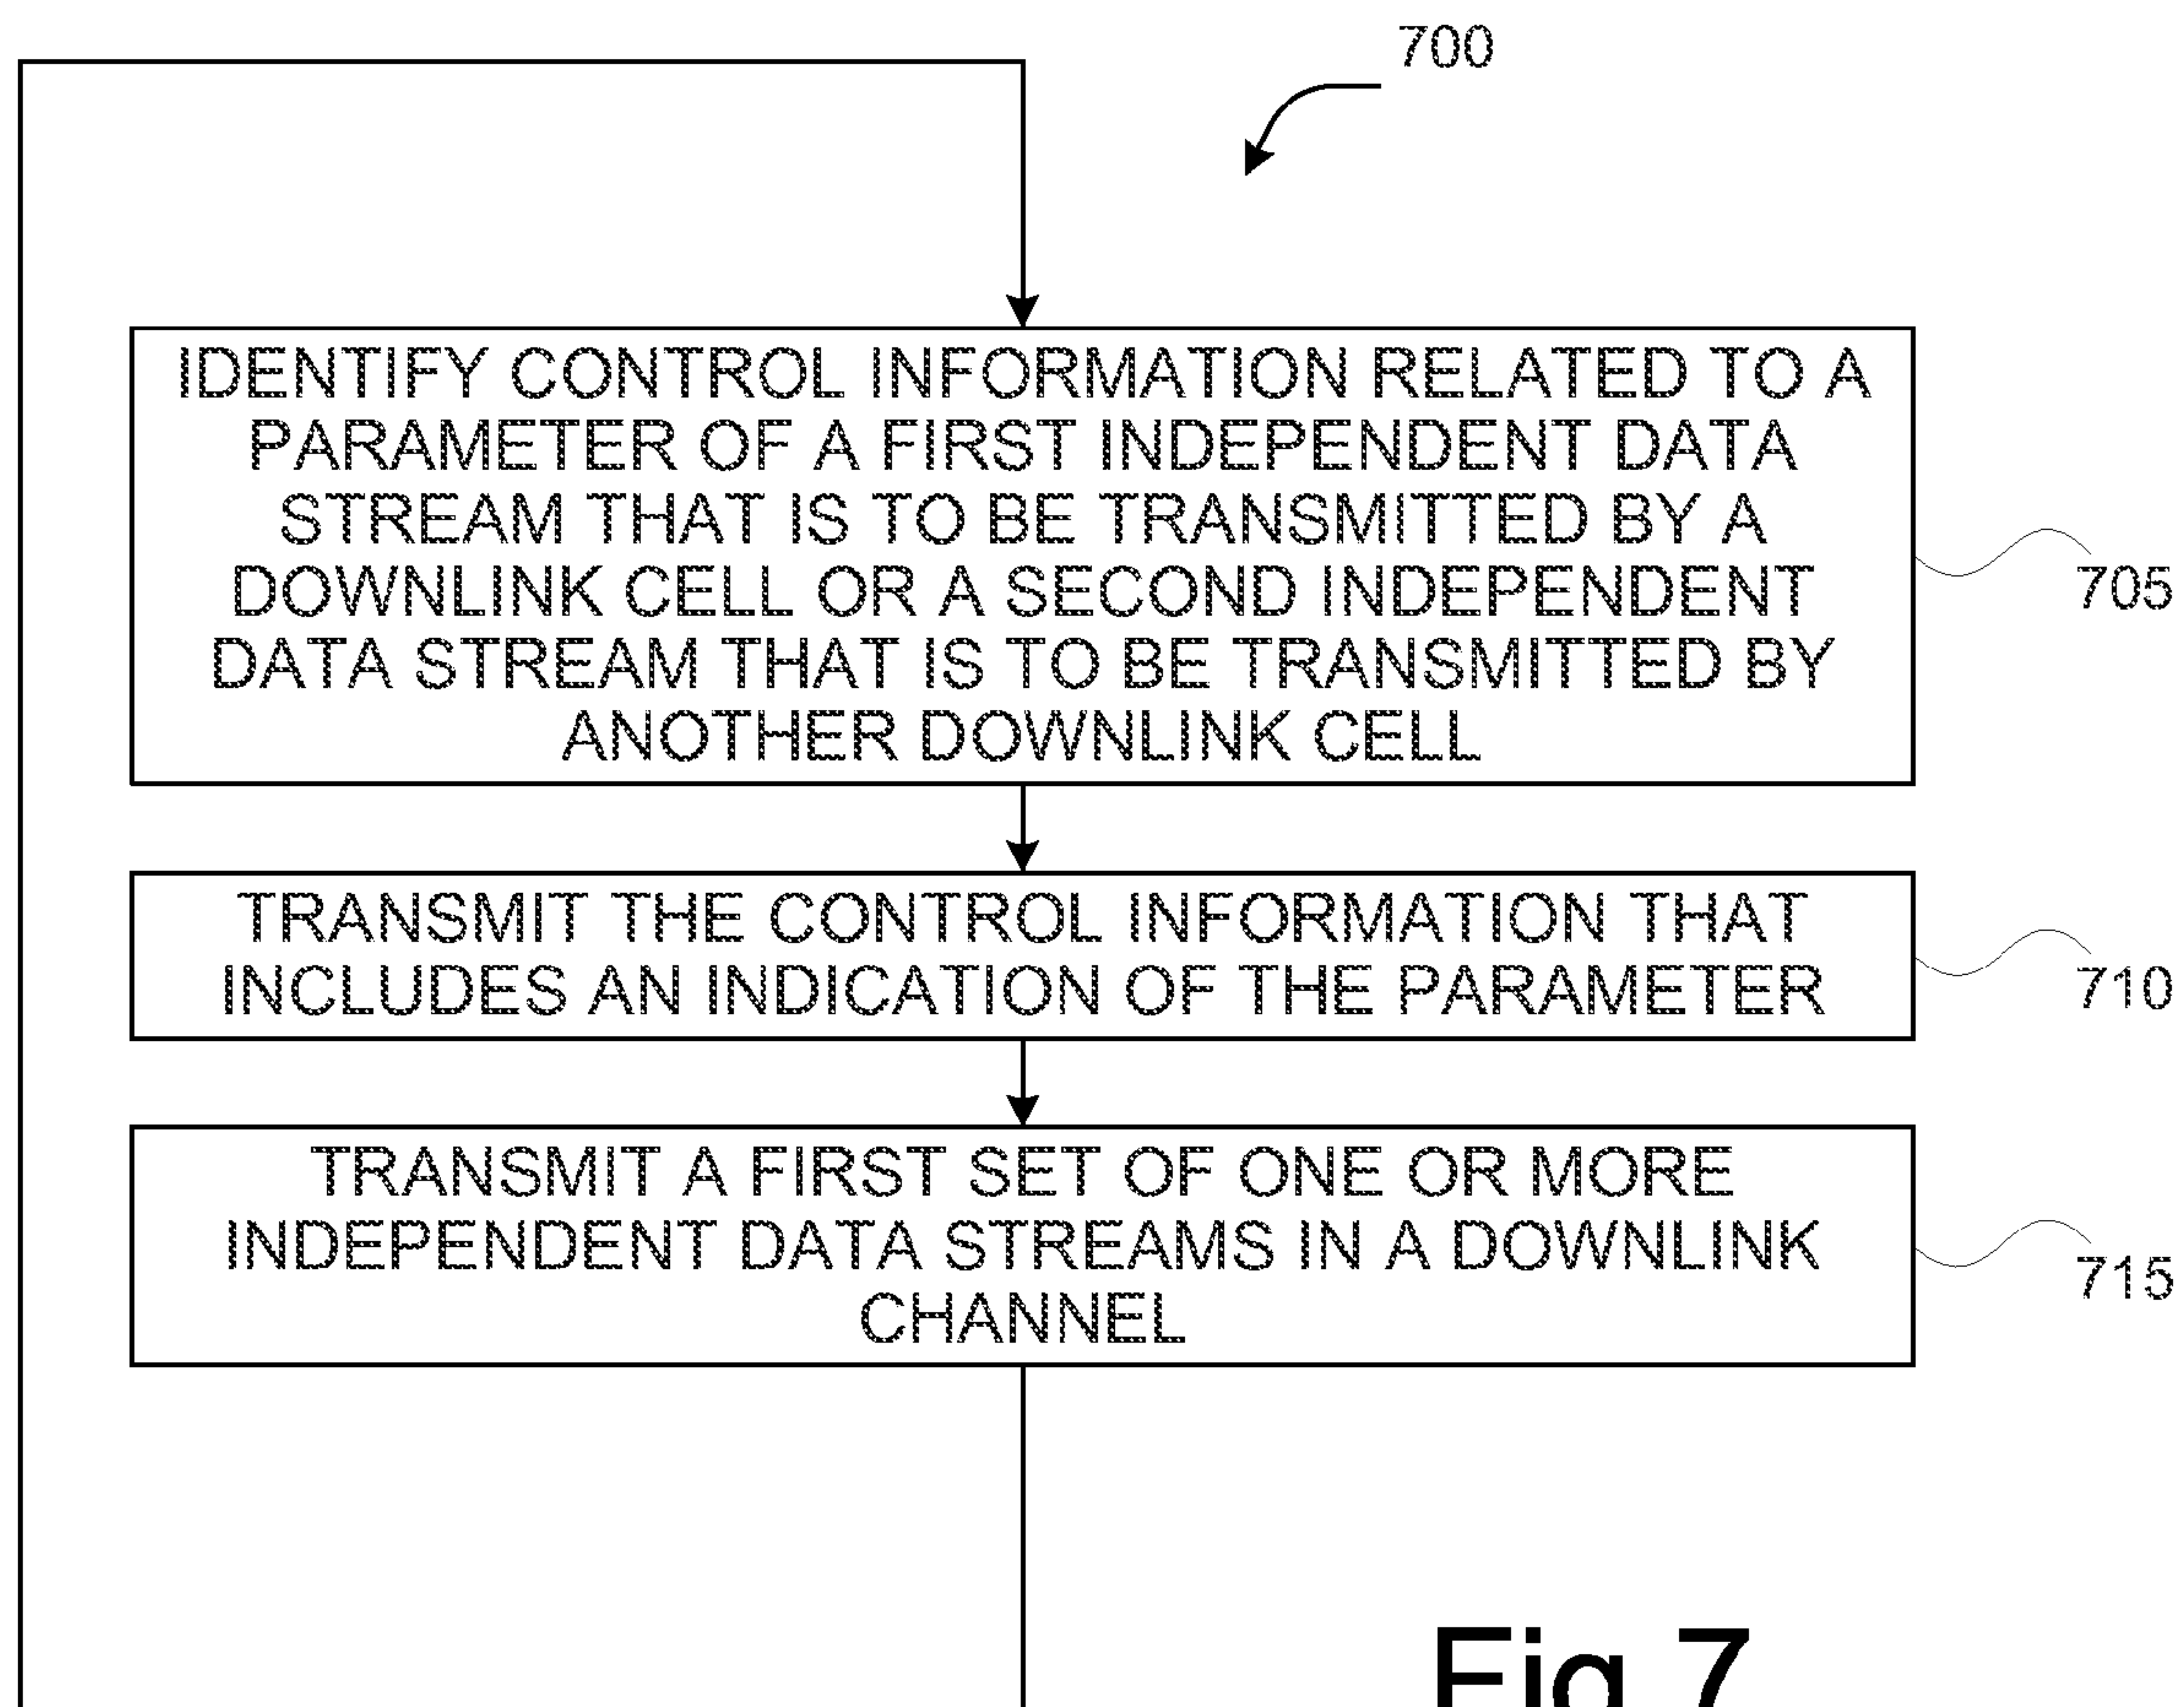 700
IDENTIFY CONTROL INFORMATION RELATED TO A
PARAMETER OF A FIRST INDEPENDENT DATA
STREAM THAT IS TO BE TRANSMITTED BY A
DOWNLINK CELL OR A SECOND INDEPENDENT
DATA STREAM THAT IS TO BE TRANSMITTED BY
ANOTHER DOWNLINK CELL
705
TRANSMIT THE CONTROL INFORMATION THAT
INCLUDES AN INDICATION OF THE PARAMETER
710
TRANSMIT A FIRST SET OF ONE OR MORE
INDEPENDENT DATA STREAMS IN A DOWNLINK
CHANNEL
715
Fig 7